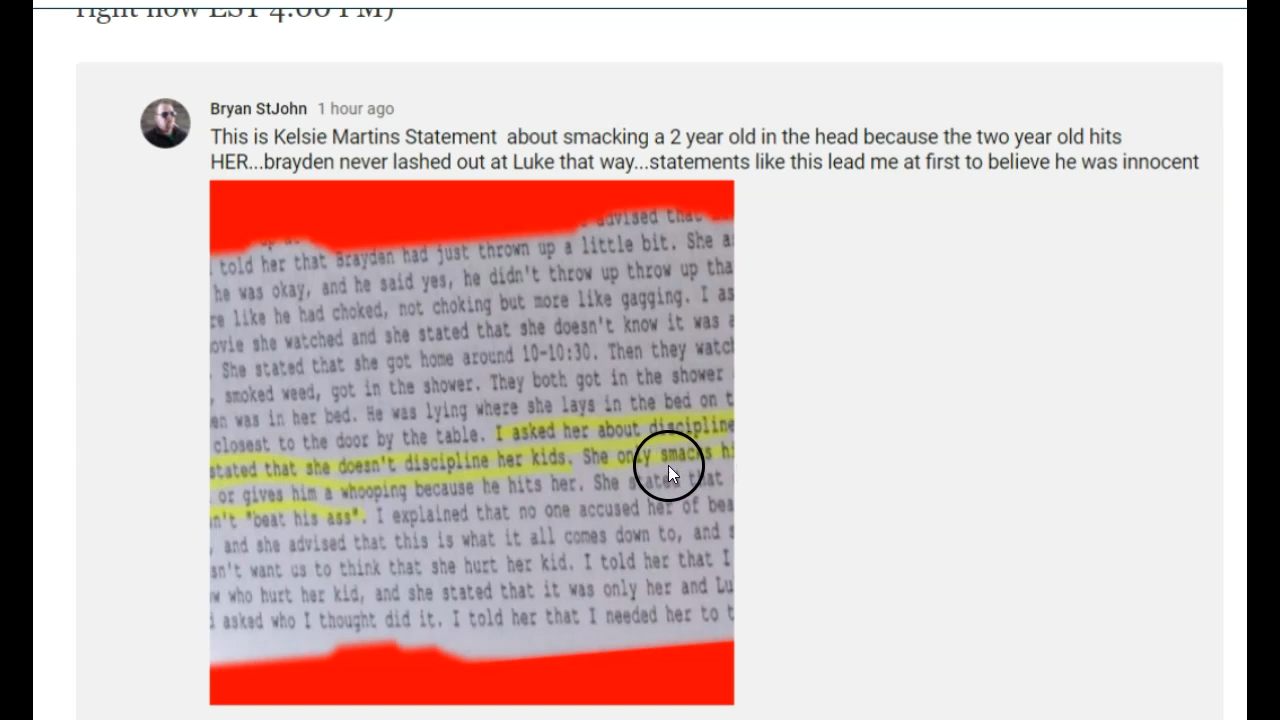 right now EST 4:00 PM)
Bryan StJohn 1 hour ago
This is Kelsie Martins Statement about smacking a 2 year old in the head because the two year old hits
HER...brayden never lashed out at Luke that way...statements like this lead me at first to believe he was innocent
advised that
told her that Brayden had just thrown up a little bit. She a
he was okay, and he said yes, he didn't throw up throw up tha
re like he had choked, not choking but more like gagging. I as
ovie she watched and she stated that she doesn't know it was a
. She stated that she got home around 10-10:30. Then they watc
, smoked weed, got in the shower. They both got in the shower
en was in her bed. He was lying where she lays in the bed on t
closest to the door by the table. I asked her about discipline
stated that she doesn't discipline her kids. She only smacks hi
or gives him a whooping because he hits her. She stated that
n't "beat his ass". I explained that no one accused her of bea
, and she advised that this is what it all comes down to, and s
sn't want us to think that she hurt her kid. I told her that I
w who hurt her kid, and she stated that it was only her and Lu
d asked who I thought did it. I told her that I needed her to t